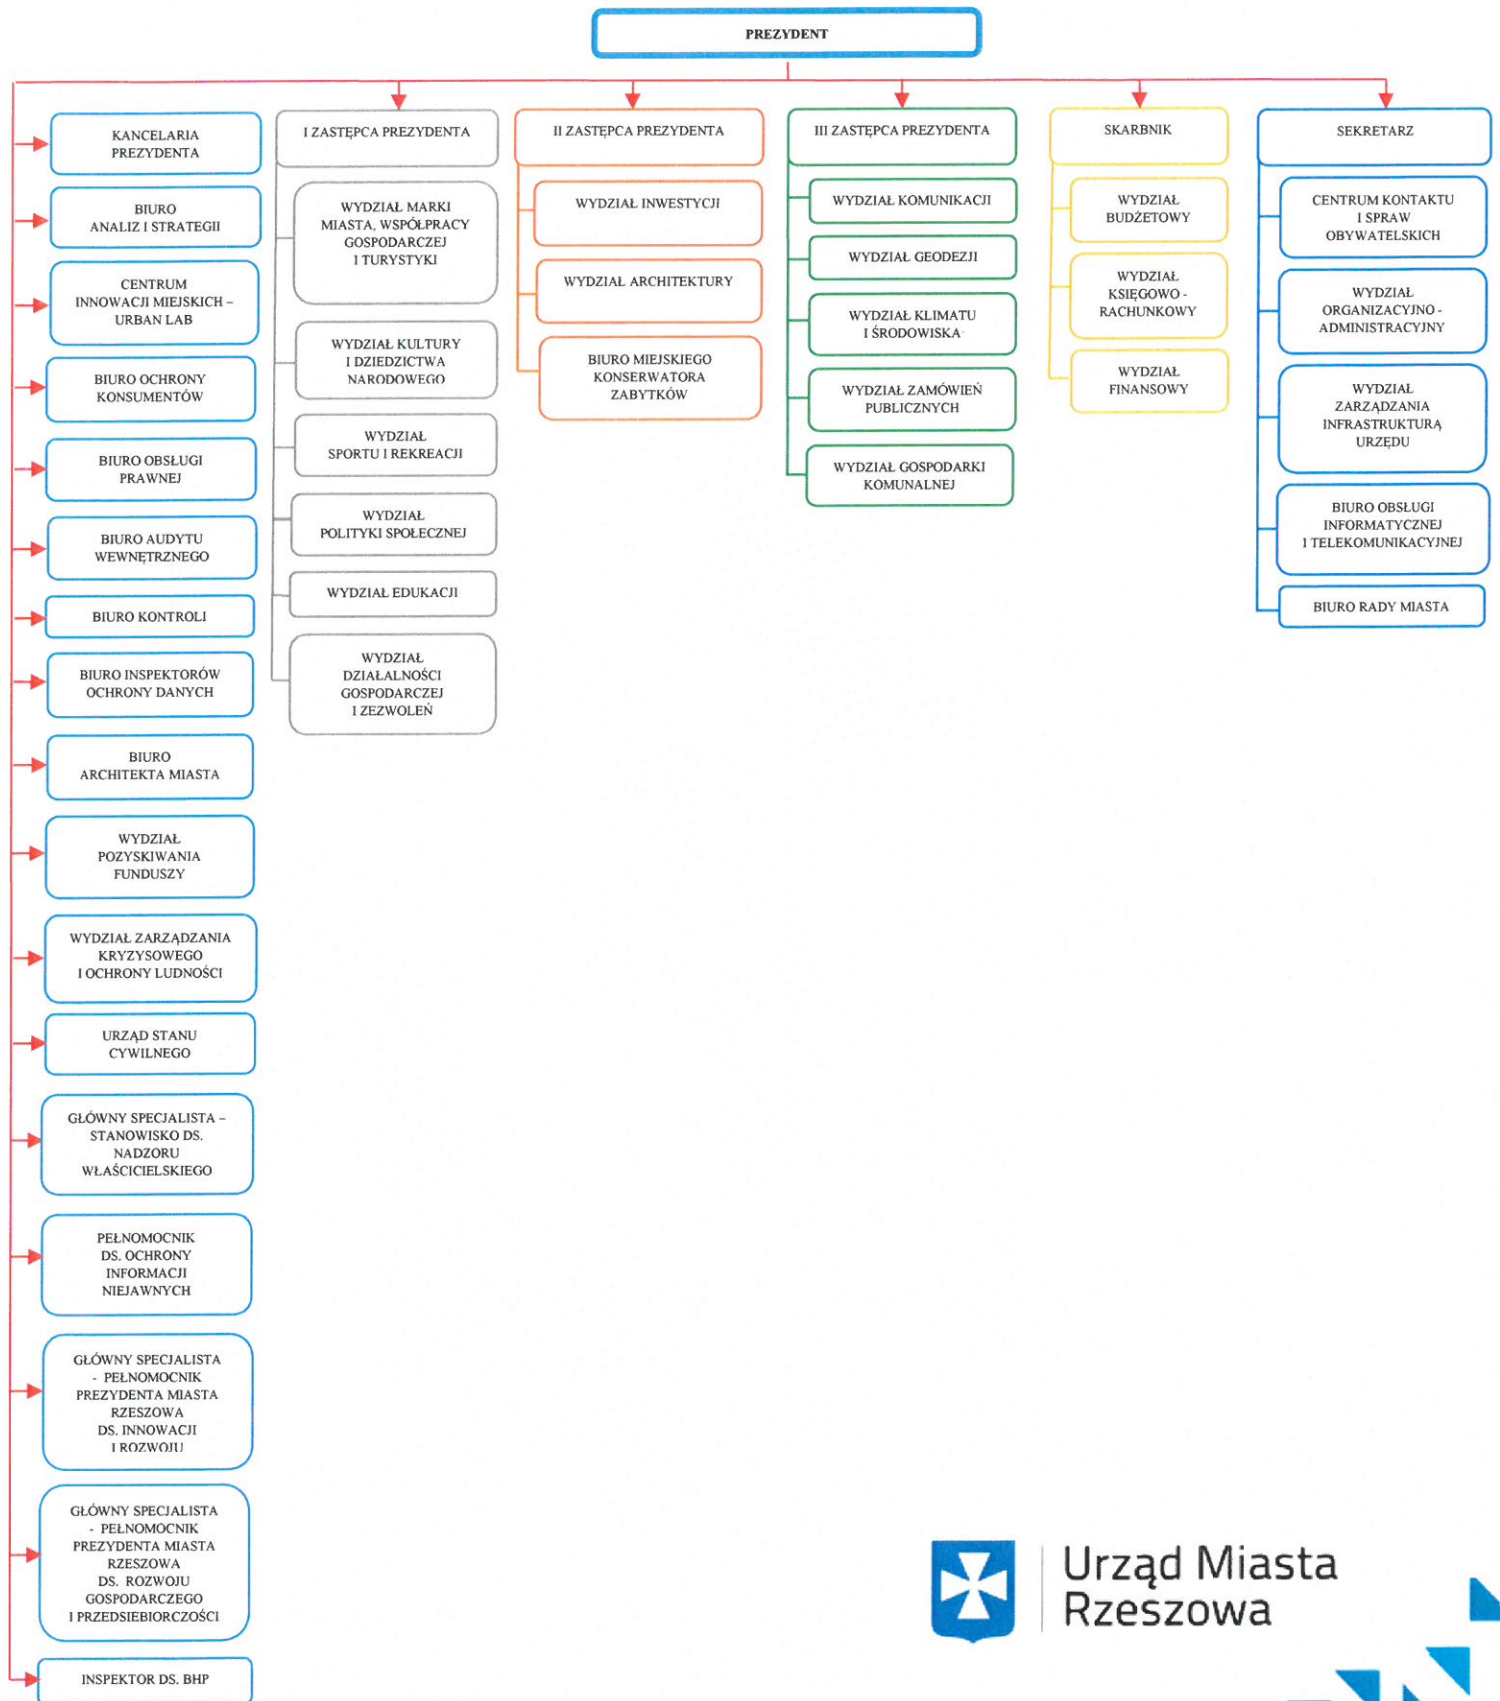 PREZYDENT
KANCELARIA
PREZYDENTA
BIURO
ANALIZ I STRATEGII
CENTRUM
INNOWACJI MIEJSKICH –
URBAN LAB
BIURO OCHRONY
KONSUMENTÓW
BIURO OBSŁUGI
PRAWNEJ
BIURO AUDYTU
WEWNĘTRZNEGO
BIURO KONTROLI
BIURO INSPEKTORÓW
OCHRONY DANYCH
BIURO
ARCHITEKTA MIASTA
WYDZIAŁ
POZYSKIWANIA
FUNDUSZY
WYDZIAŁ ZARZĄDZANIA
KRYZYSOWEGO
I OCHRONY LUDNOŚCI
URZĄD STANU
CYWILNEGO
GŁÓWNY SPECJALISTA –
STANOWISKO DS.
NADZORU
WŁAŚCICIELSKIEGO
PEŁNOMOCNIK
DS. OCHRONY
INFORMACJI
NIEJAWNYCH
GŁÓWNY SPECJALISTA
- PEŁNOMOCNIK
PREZYDENTA MIASTA
RZESZOWA
DS. INNOWACJI
I ROZWOJU
GŁÓWNY SPECJALISTA
- PEŁNOMOCNIK
PREZYDENTA MIASTA
RZESZOWA
DS. ROZWOJU
GOSPODARCZEGO
I PRZEDSIEBIORCZOŚCI
INSPEKTOR DS. BHP
I ZASTĘPCA PREZYDENTA
WYDZIAŁ MARKI
MIASTA, WSPÓŁPRACY
GOSPODARCZEJ
I TURYSTYKI
WYDZIAŁ KULTURY
I DZIEDZICTWA
NARODOWEGO
WYDZIAŁ
SPORTU I REKREACJI
WYDZIAŁ
POLITYKI SPOŁECZNEJ
WYDZIAŁ EDUKACJI
WYDZIAŁ
DZIAŁALNOŚCI
GOSPODARCZEJ
I ZEZWOLEŃ
II ZASTĘPCA PREZYDENTA
WYDZIAŁ INWESTYCJI
WYDZIAŁ ARCHITEKTURY
BIURO MIEJSKIEGO
KONSERWATORA
ZABYTKÓW
III ZASTĘPCA PREZYDENTA
WYDZIAŁ KOMUNIKACJI
WYDZIAŁ GEODEZJI
WYDZIAŁ KLIMATU
I ŚRODOWISKA
WYDZIAŁ ZAMÓWIEŃ
PUBLICZNYCH
WYDZIAŁ GOSPODARKI
KOMUNALNEJ
SKARBNIK
WYDZIAŁ
BUDŻETOWY
WYDZIAŁ
KSIĘGOWO -
RACHUNKOWY
WYDZIAŁ
FINANSOWY
SEKRETARZ
CENTRUM KONTAKTU
I SPRAW
OBYWATELSKICH
WYDZIAŁ
ORGANIZACYJNO -
ADMINISTRACYJNY
WYDZIAŁ
ZARZĄDZANIA
INFRASTRUKTURĄ
URZĘDU
BIURO OBSŁUGI
INFORMATYCZNEJ
I TELEKOMUNIKACYJNEJ
BIURO RADY MIASTA
Urząd Miasta
Rzeszowa